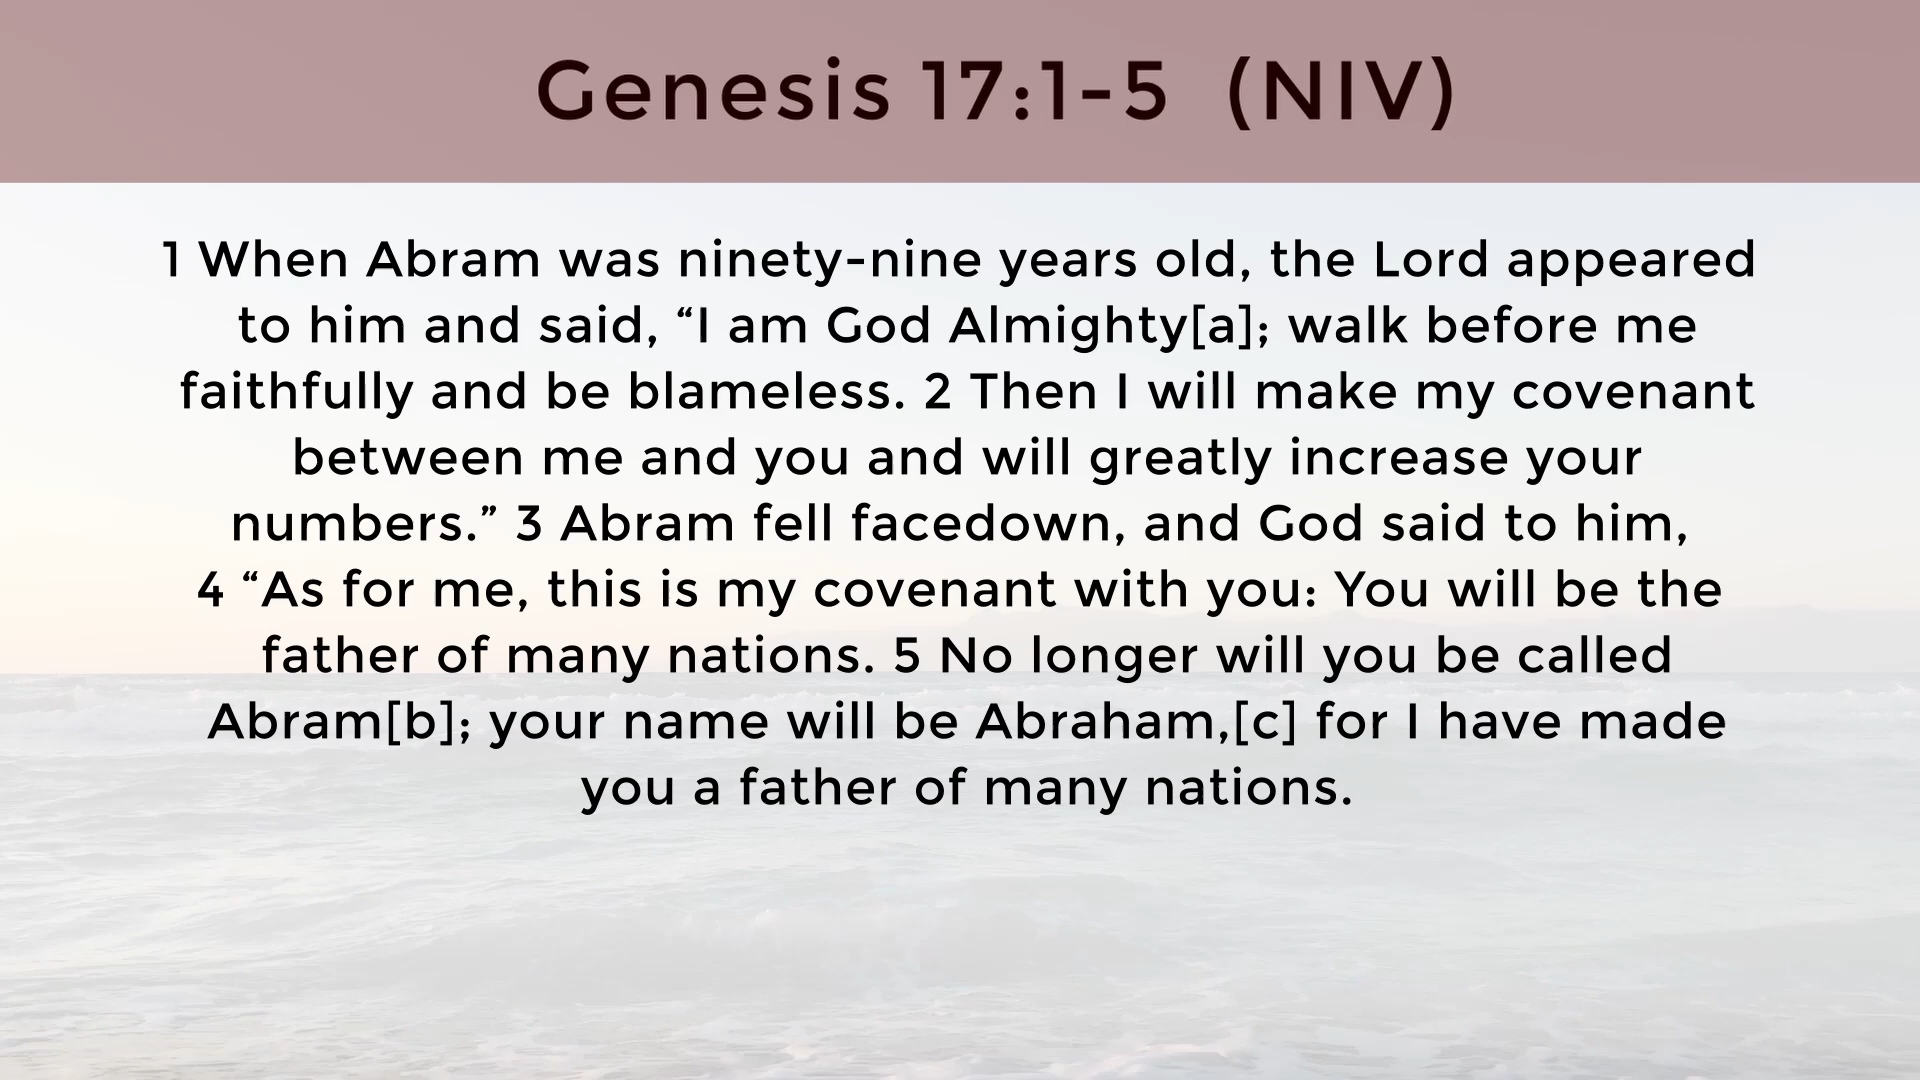 Genesis 17:1-5 (NIV)
1 When Abram was ninety-nine years old, the Lord appeared
to him and said, “I am God Almighty[a]; walk before me
faithfully and be blameless. 2 Then I will make my covenant
between me and you and will greatly increase your
numbers.” 3 Abram fell facedown, and God said to him,
4 “As for me, this is my covenant with you: You will be the
father of many nations. 5 No longer will you be called
Abram[b]; your name will be Abraham,[c] for I have made
you a father of many nations.